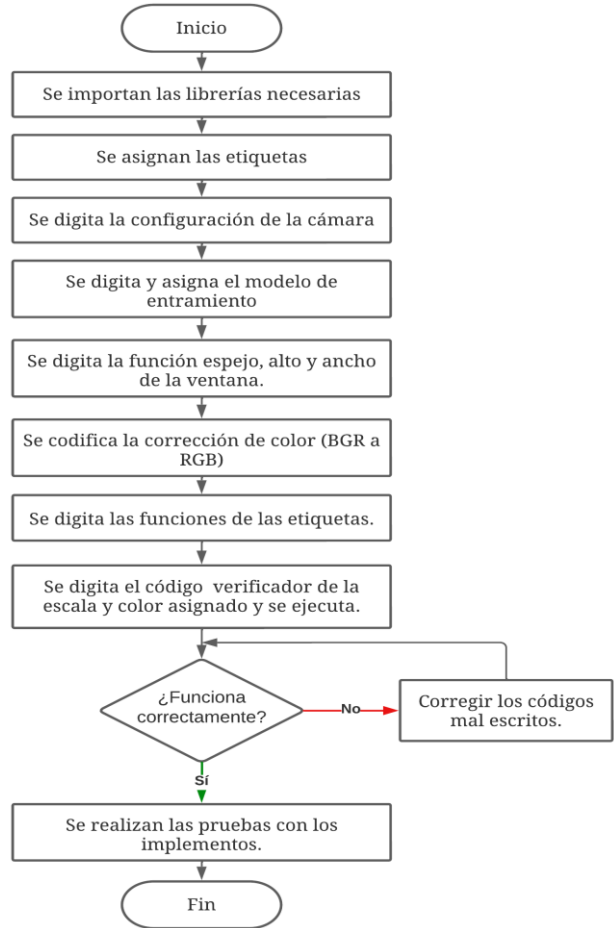 Inicio
Se importan las librerías necesarias
Se asignan las etiquetas
Se digita la configuración de la cámara
Se digita y asigna el modelo de
entramiento
Se digita la función espejo, alto y ancho
de la ventana.
Se codifica la corrección de color (BGR a
RGB)
Se digita las funciones de las etiquetas.
Se digita el código verificador de la
escala y color asignado y se ejecuta.
¿Funciona
correctamente?
No
Corregir los códigos
mal escritos.
Sí
Se realizan las pruebas con los
implementos.
Fin